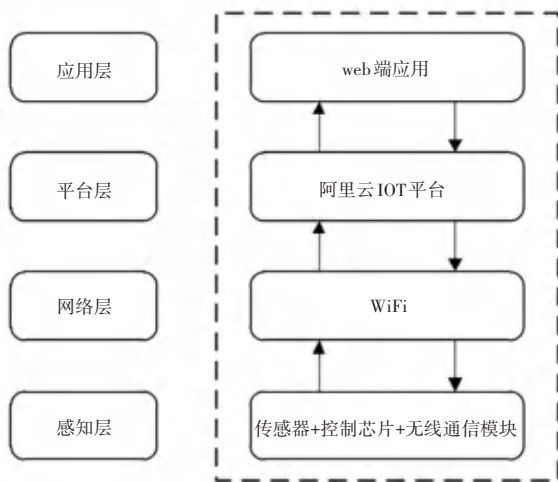 应用层
web端应用
平台层
阿里云IOT平台
网络层
WiFi
感知层
传感器+控制芯片+无线通信模块